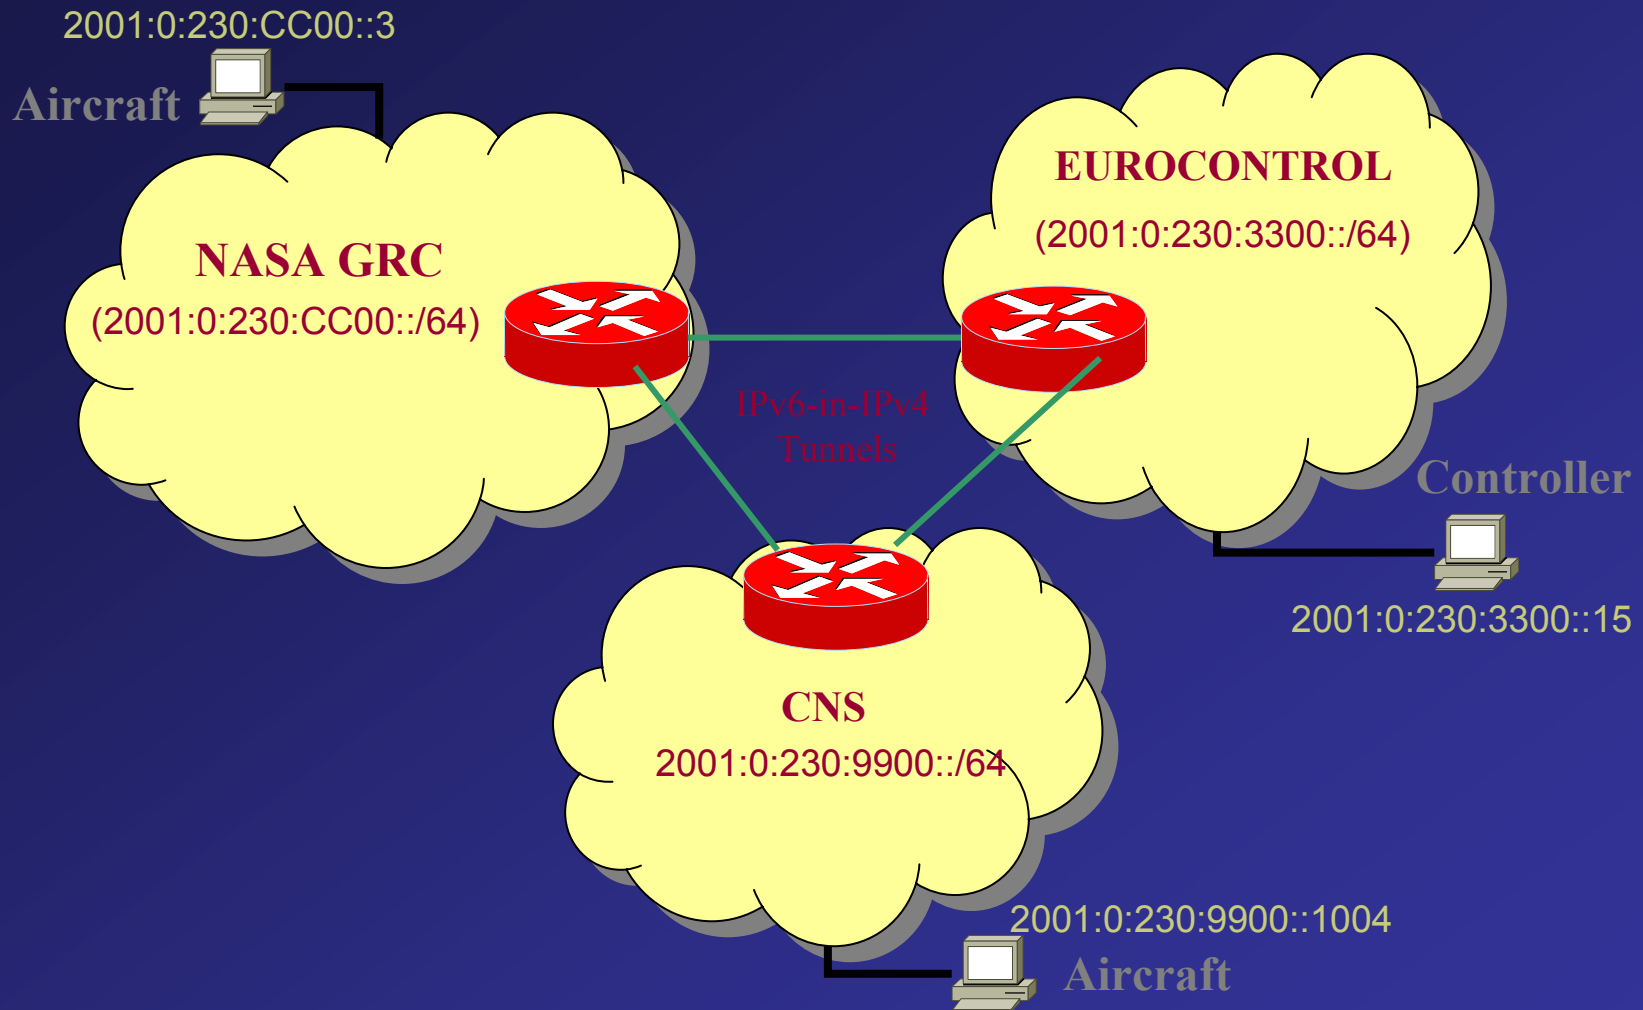 2001:0:230:CC00::3
Aircraft
EUROCONTROL
(2001:0:230:3300::/64)
NASA GRC
(2001:0:230:CC00::/64)
IPv6-in-IPv4
Tunnels
Controller
2001:0:230:3300::15
CNS
2001:0:230:9900::/64
2001:0:230:9900::1004
Aircraft